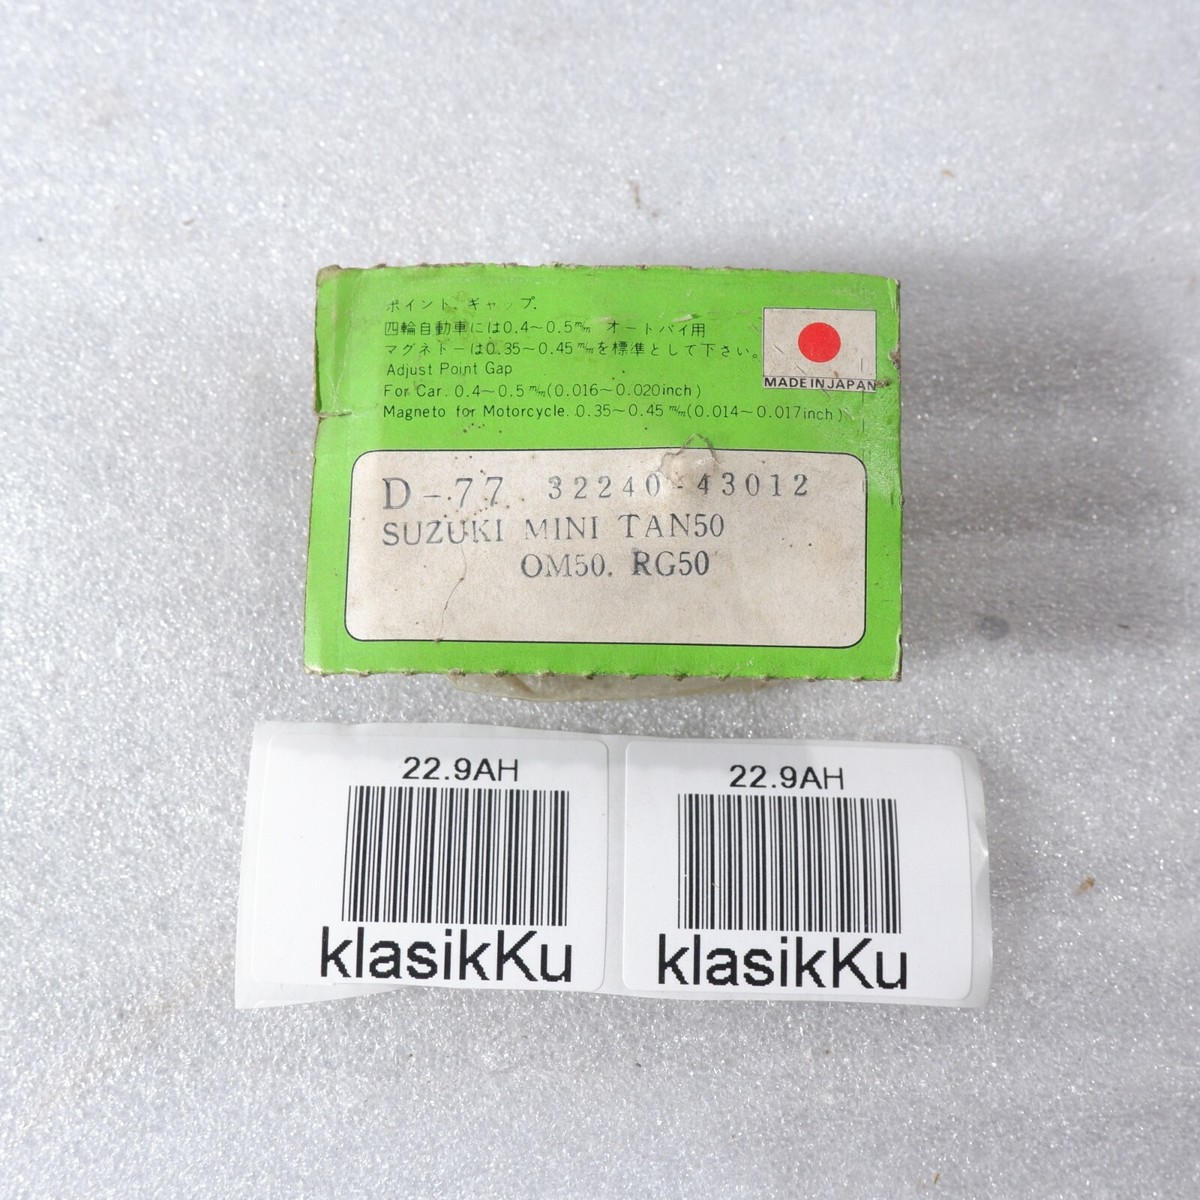 ポイント. ギャップ.
四輪自動車には0.4～0.5㎜ オートバイ用
マグネトーは0.35～0.45㎜を標準として下さい。
Adjust Point Gap
For Car. 0.4～0.5 ㎜(0.016～0.020inch)
Magneto for Motorcycle. 0.35～0.45 ㎜(0.014～0.017inch)
MADE IN JAPAN
D-77. 32240-43012
SUZUKI MINI TAN50
OM50. RG50
22.9AH
klasikKu
22.9AH
klasikKu